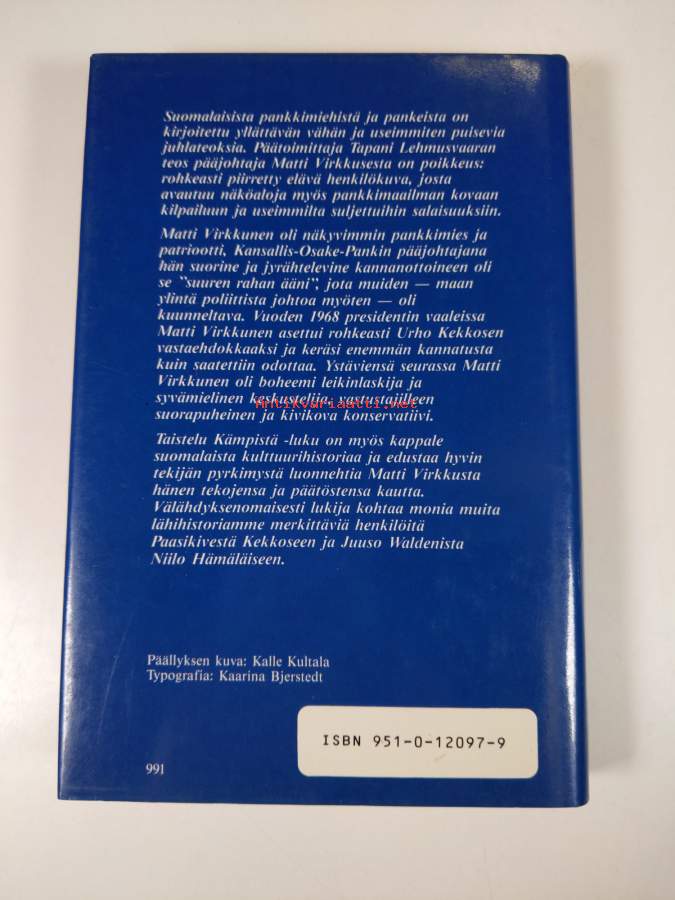 Suomalaisista pankkimiehistä ja pankeista on
kirjoitettu yllättävän vähän ja useimmiten puisevia
juhlateoksia. Päätoimittaja Tapani Lehmusvaaran
teos pääjohtaja Matti Virkkusesta on poikkeus:
rohkeasti piirretty elävä henkilökuva, josta
avautuu näköaloja myös pankkimaailman kovaan
kilpailuun ja useimmilta suljettuihin salaisuuksiin.
Matti Virkkunen oli näkyvimmin pankkimies ja
patriootti, Kansallis-Osake-Pankin pääjohtajana
hän suorine ja jyrähtelevine kannanottoineen oli
se "suuren rahan ääni", jota muiden — maan
ylintä poliittista johtoa myöten — oli
kuunneltava. Vuoden 1968 presidentin vaaleissa
Matti Virkkunen asettui rohkeasti Urho Kekkosen
vastaehdokkaaksi ja keräsi enemmän kannatusta
kuin saatettiin odottaa. Ystäviensä seurassa Matti
Virkkunen oli boheemi leikinlaskija ja
syvämielinen keskustelija, vastustajilleen
Antikvariaatti.net
suorapuheinen ja kivikova konservatiivi.
Taistelu Kämpistä -luku on myös kappale
suomalaista kulttuurihistoriaa ja edustaa hyvin
tekijän pyrkimystä luonnehtia Matti Virkkusta
hänen tekojensa ja päätöstensä kautta.
Välähdyksenomaisesti lukija kohtaa monia muita
lähihistoriamme merkittäviä henkilöitä
Paasikivestä Kekkoseen ja Juuso Waldenista
Niilo Hämäläiseen.
Päällyksen kuva: Kalle Kultala
Typografia: Kaarina Bjerstedt
ISBN 951-0-12097-9
991